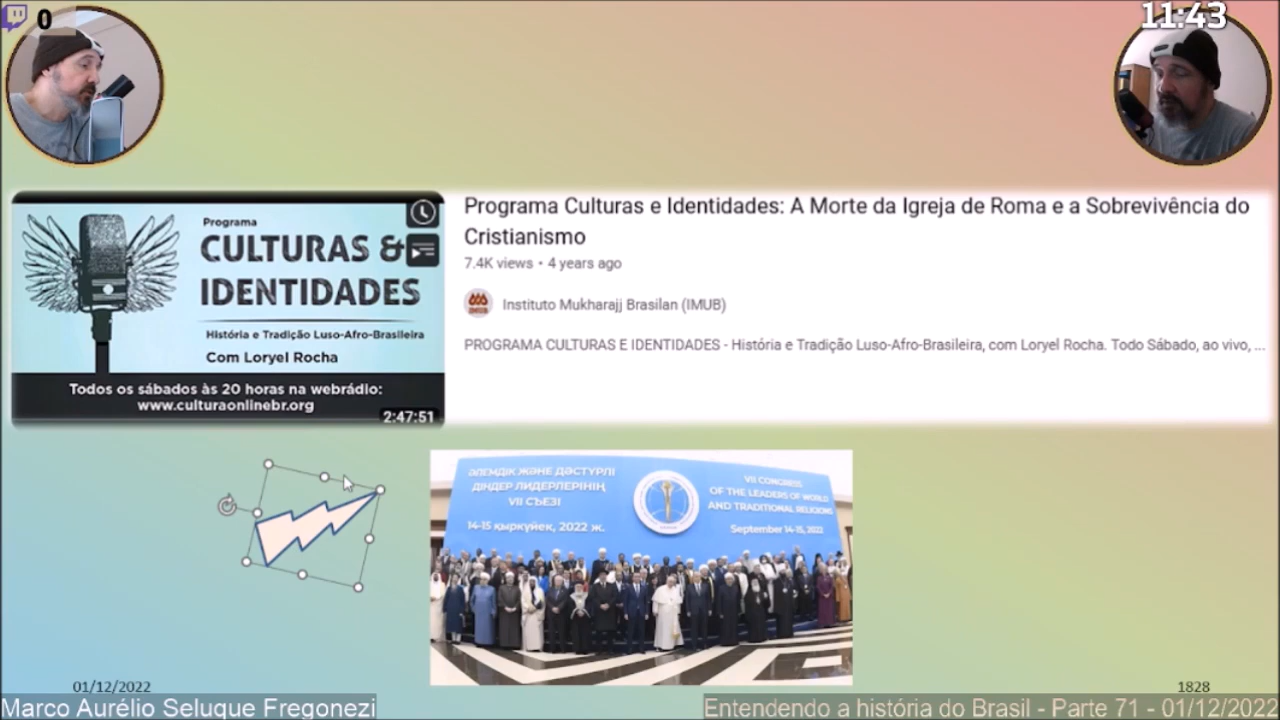 0
11:43
Programa
CULTURAS &
IDENTIDADES
História e Tradição Luso-Afro-Brasileira
Com Loryel Rocha
Todos os sábados às 20 horas na webrádio:
www.culturaonlinebr.org
2:47:51
Programa Culturas e Identidades: A Morte da Igreja de Roma e a Sobrevivência do
Cristianismo
7.4K views • 4 years ago
Instituto Mukharajj Brasilan (IMUB)
PROGRAMA CULTURAS E IDENTIDADES - História e Tradição Luso-Afro-Brasileira, com Loryel Rocha. Todo Sábado, ao vivo, ...
ӘЛЕМДІК ЖӘНЕ ДӘСТҮРЛІ
ДІНДЕР ЛИДЕРЛЕРІНІҢ
VII СЪЕЗІ
14-15 қыркүйек, 2022 ж.
VII CONGRESS
OF THE LEADERS OF WORLD
AND TRADITIONAL RELIGIONS
September 14-15, 2022
01/12/2022
1828
Marco Aurélio Seluque Fregonezi
Entendendo a história do Brasil - Parte 71 - 01/12/2022